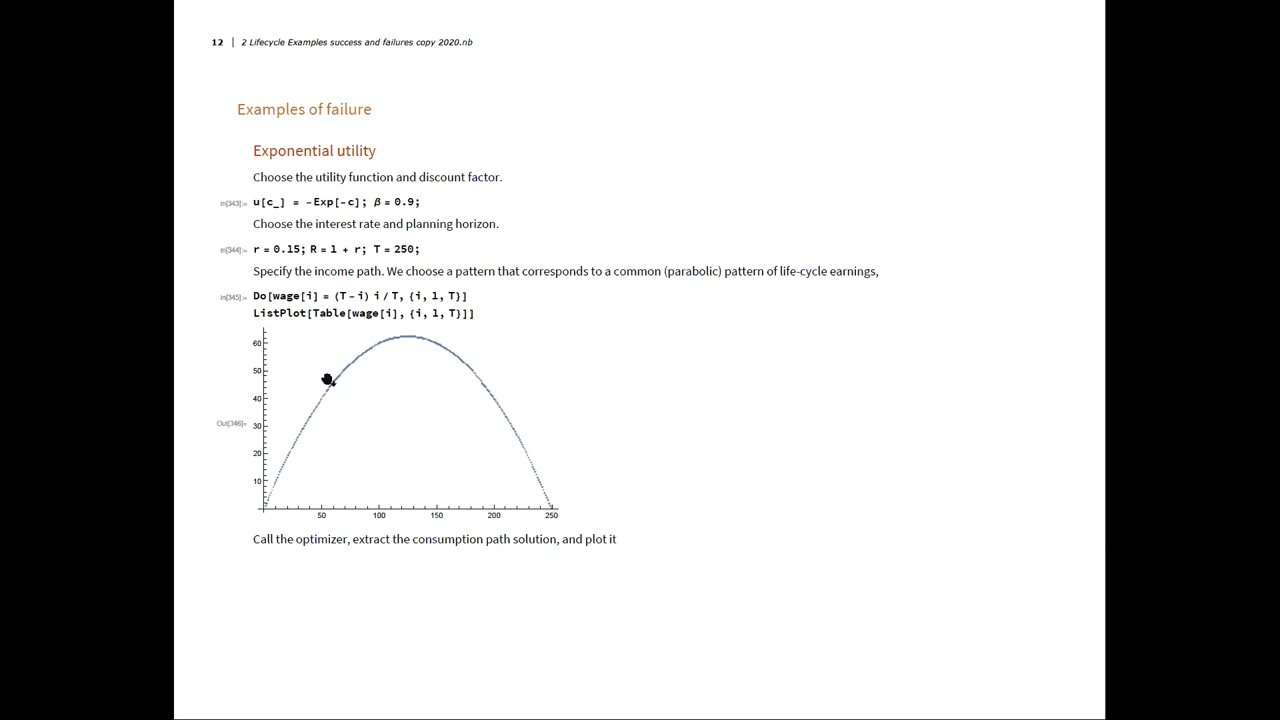 12 | 2 Lifecycle Examples success and failures copy 2020.nb
Examples of failure
Exponential utility
Choose the utility function and discount factor.
In[343]:= u[c_] = -Exp[-c]; β = 0.9;
Choose the interest rate and planning horizon.
In[344]:= r = 0.15; R = 1 + r; T = 250;
Specify the income path. We choose a pattern that corresponds to a common (parabolic) pattern of life-cycle earnings,
In[345]:= Do[wage[i] = (T - i) i / T, {i, 1, T}]
ListPlot[Table[wage[i], {i, 1, T}]]
60
50
40
Out[346]= 30
20
10
50 100 150 200 250
Call the optimizer, extract the consumption path solution, and plot it